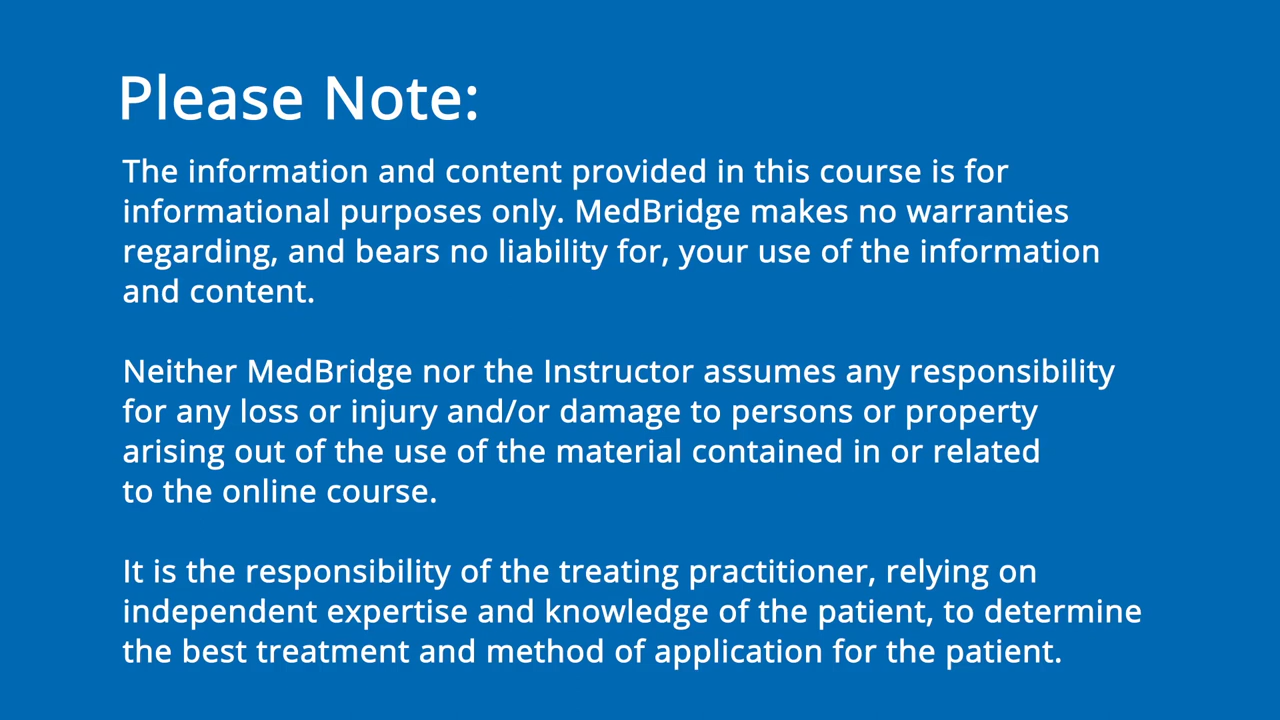 Please Note:
The information and content provided in this course is for
informational purposes only. MedBridge makes no warranties
regarding, and bears no liability for, your use of the information
and content.
Neither MedBridge nor the Instructor assumes any responsibility
for any loss or injury and/or damage to persons or property
arising out of the use of the material contained in or related
to the online course.
It is the responsibility of the treating practitioner, relying on
independent expertise and knowledge of the patient, to determine
the best treatment and method of application for the patient.